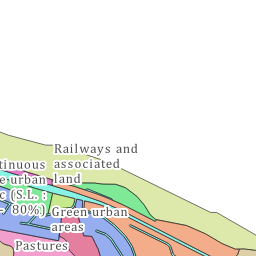 Railways and
associated
land
tinuous
e urban
c (S.L. :
- 80%)
Green urban
areas
Pastures